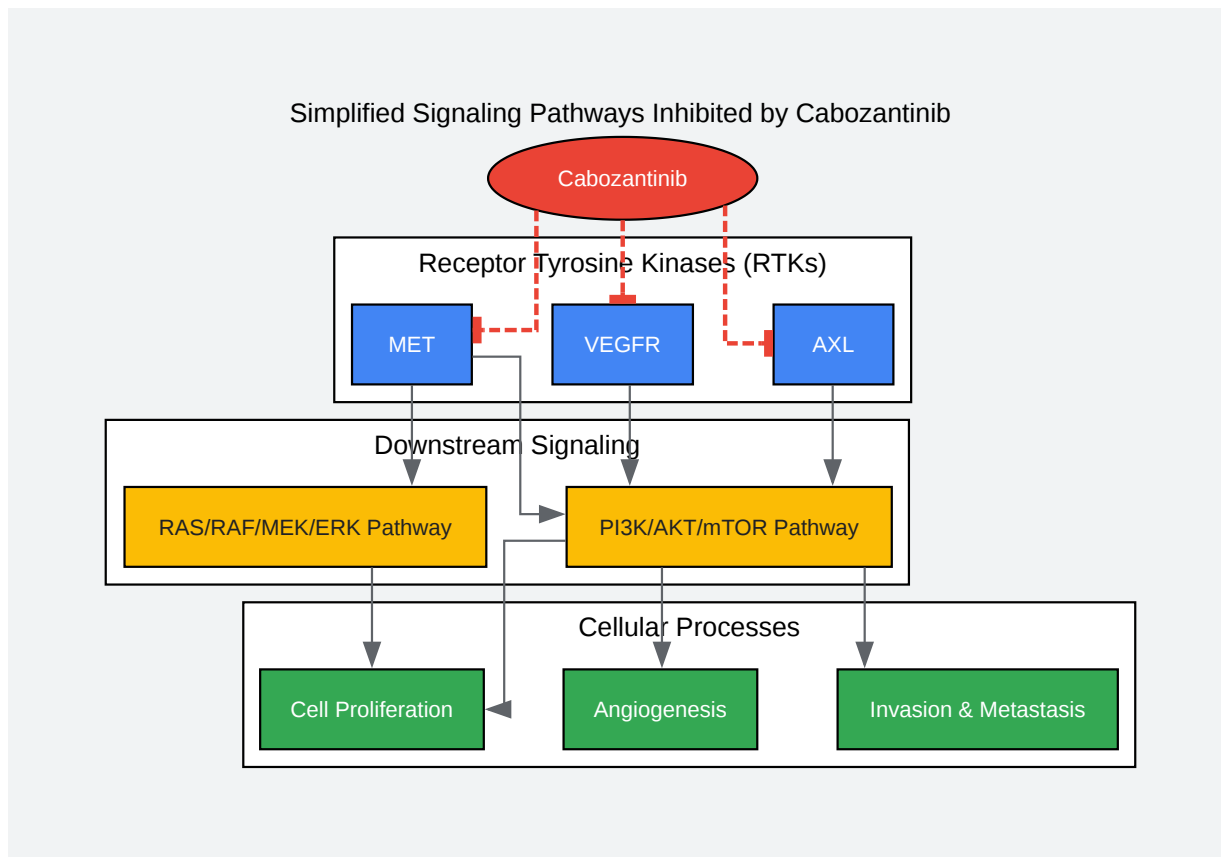 Simplified Signaling Pathways Inhibited by Cabozantinib
Cabozantinib
Receptor Tyrosine Kinases (RTKs)
MET
VEGFR
AXL
Downstream Signaling
RAS/RAF/MEK/ERK Pathway
PI3K/AKT/mTOR Pathway
Cellular Processes
Cell Proliferation
Angiogenesis
Invasion & Metastasis